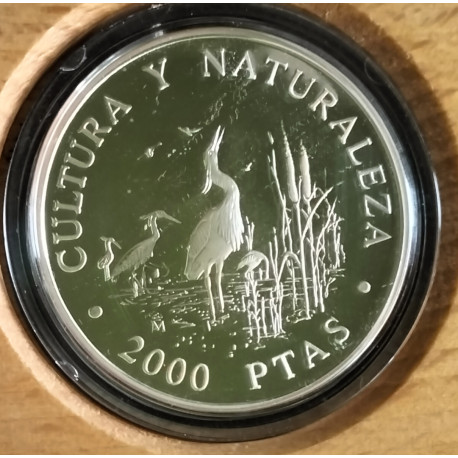 CULTURA Y NATURALEZA
M
• 2000 PTAS •